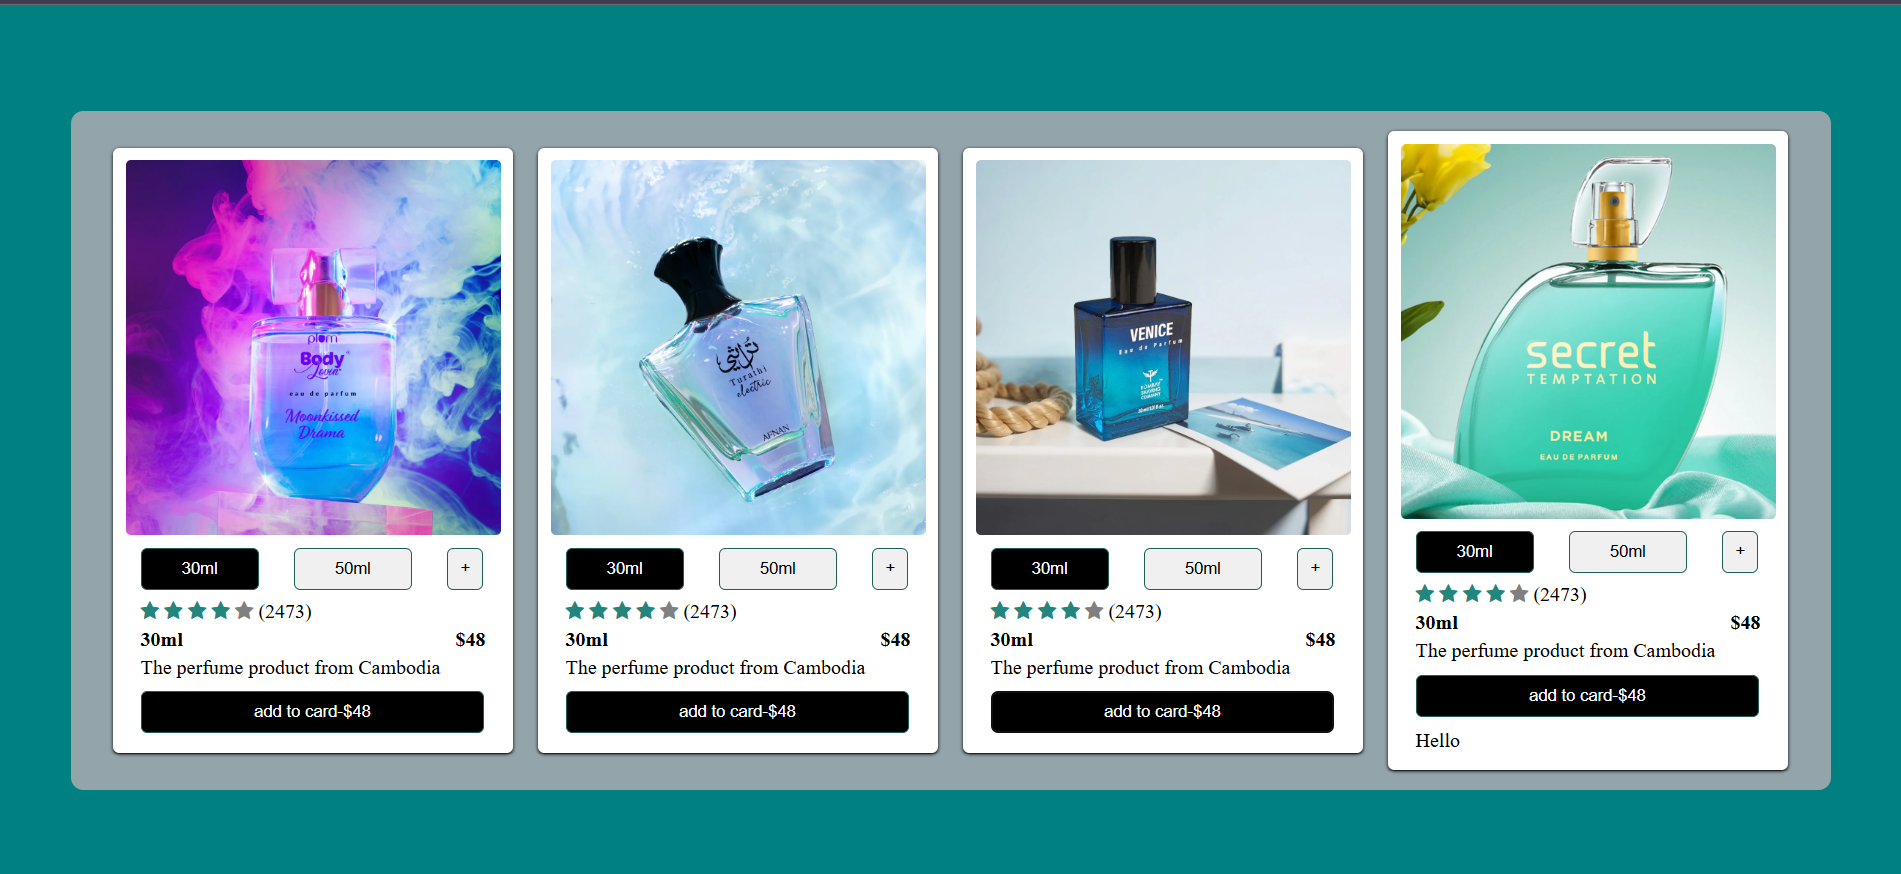 plum
Body
Lovin'
eau de parfum
Moonkissed
Drama
30ml
50ml
+
(2473)
30ml
$48
The perfume product from Cambodia
add to card-$48
تراثي
Turathi
electric
AFNAN
30ml
50ml
+
(2473)
30ml
$48
The perfume product from Cambodia
add to card-$48
VENICE
Eau de Parfum
BOMBAY
SHAVING
COMPANY
30ml
50ml
+
(2473)
30ml
$48
The perfume product from Cambodia
add to card-$48
secret
TEMPTATION
DREAM
EAU DE PARFUM
30ml
50ml
+
(2473)
30ml
$48
The perfume product from Cambodia
add to card-$48
Hello